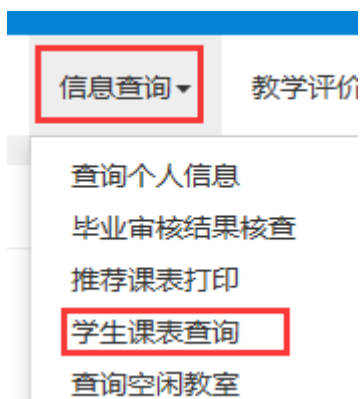 信息查询 教学评价
查询个人信息
毕业审核结果核查
推荐课表打印
学生课表查询
查询空闲教室